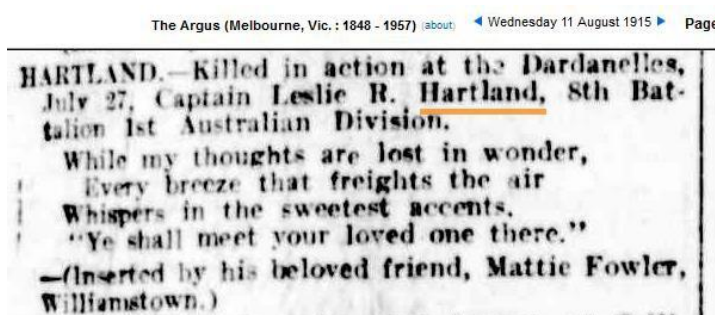 The Argus (Melbourne, Vic. : 1848 - 1957) (about) Wednesday 11 August 1915 Page
HARTLAND.—Killed in action at the Dardanelles,
July 27, Captain Leslie R. Hartland, 8th Bat-
talion 1st Australian Division.
While my thoughts are lost in wonder,
Every breeze that freights the air
Whispers in the sweetest accents.
"Ye shall meet your loved one there."
—(Inserted by his beloved friend, Mattie Fowler,
Williamstown.)